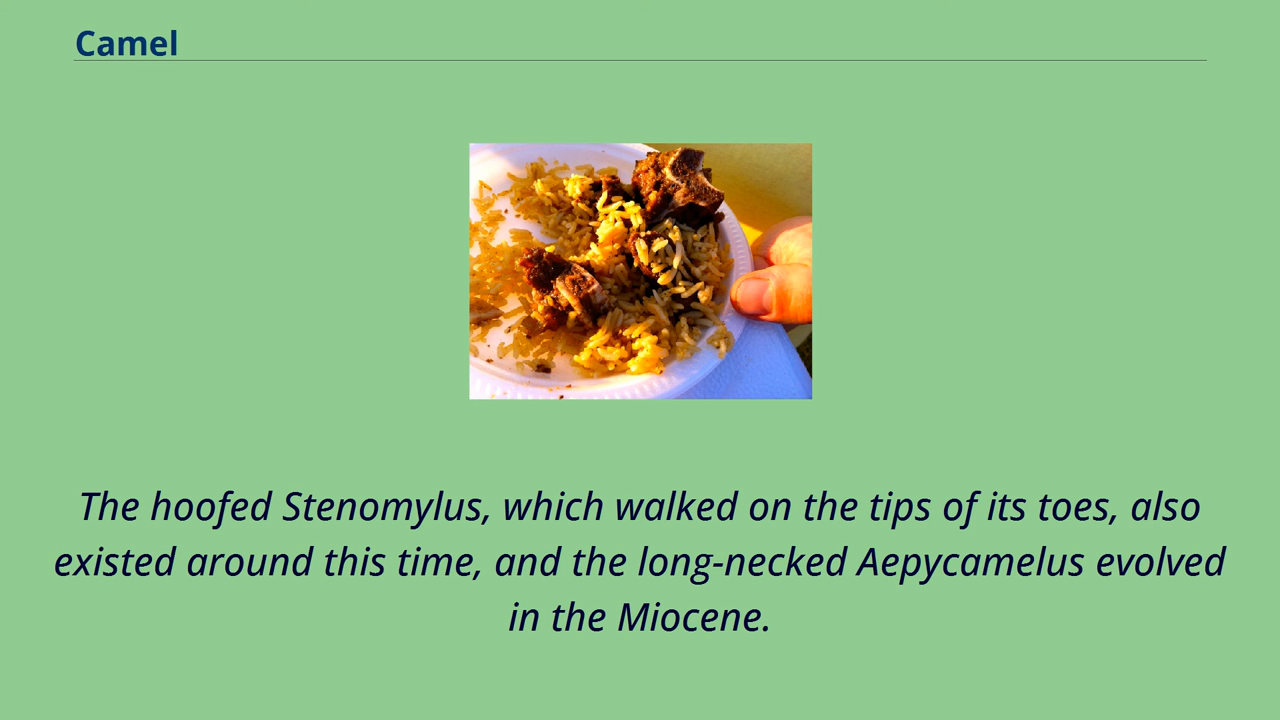 Camel
The hoofed Stenomylus, which walked on the tips of its toes, also
existed around this time, and the long-necked Aepycamelus evolved
in the Miocene.